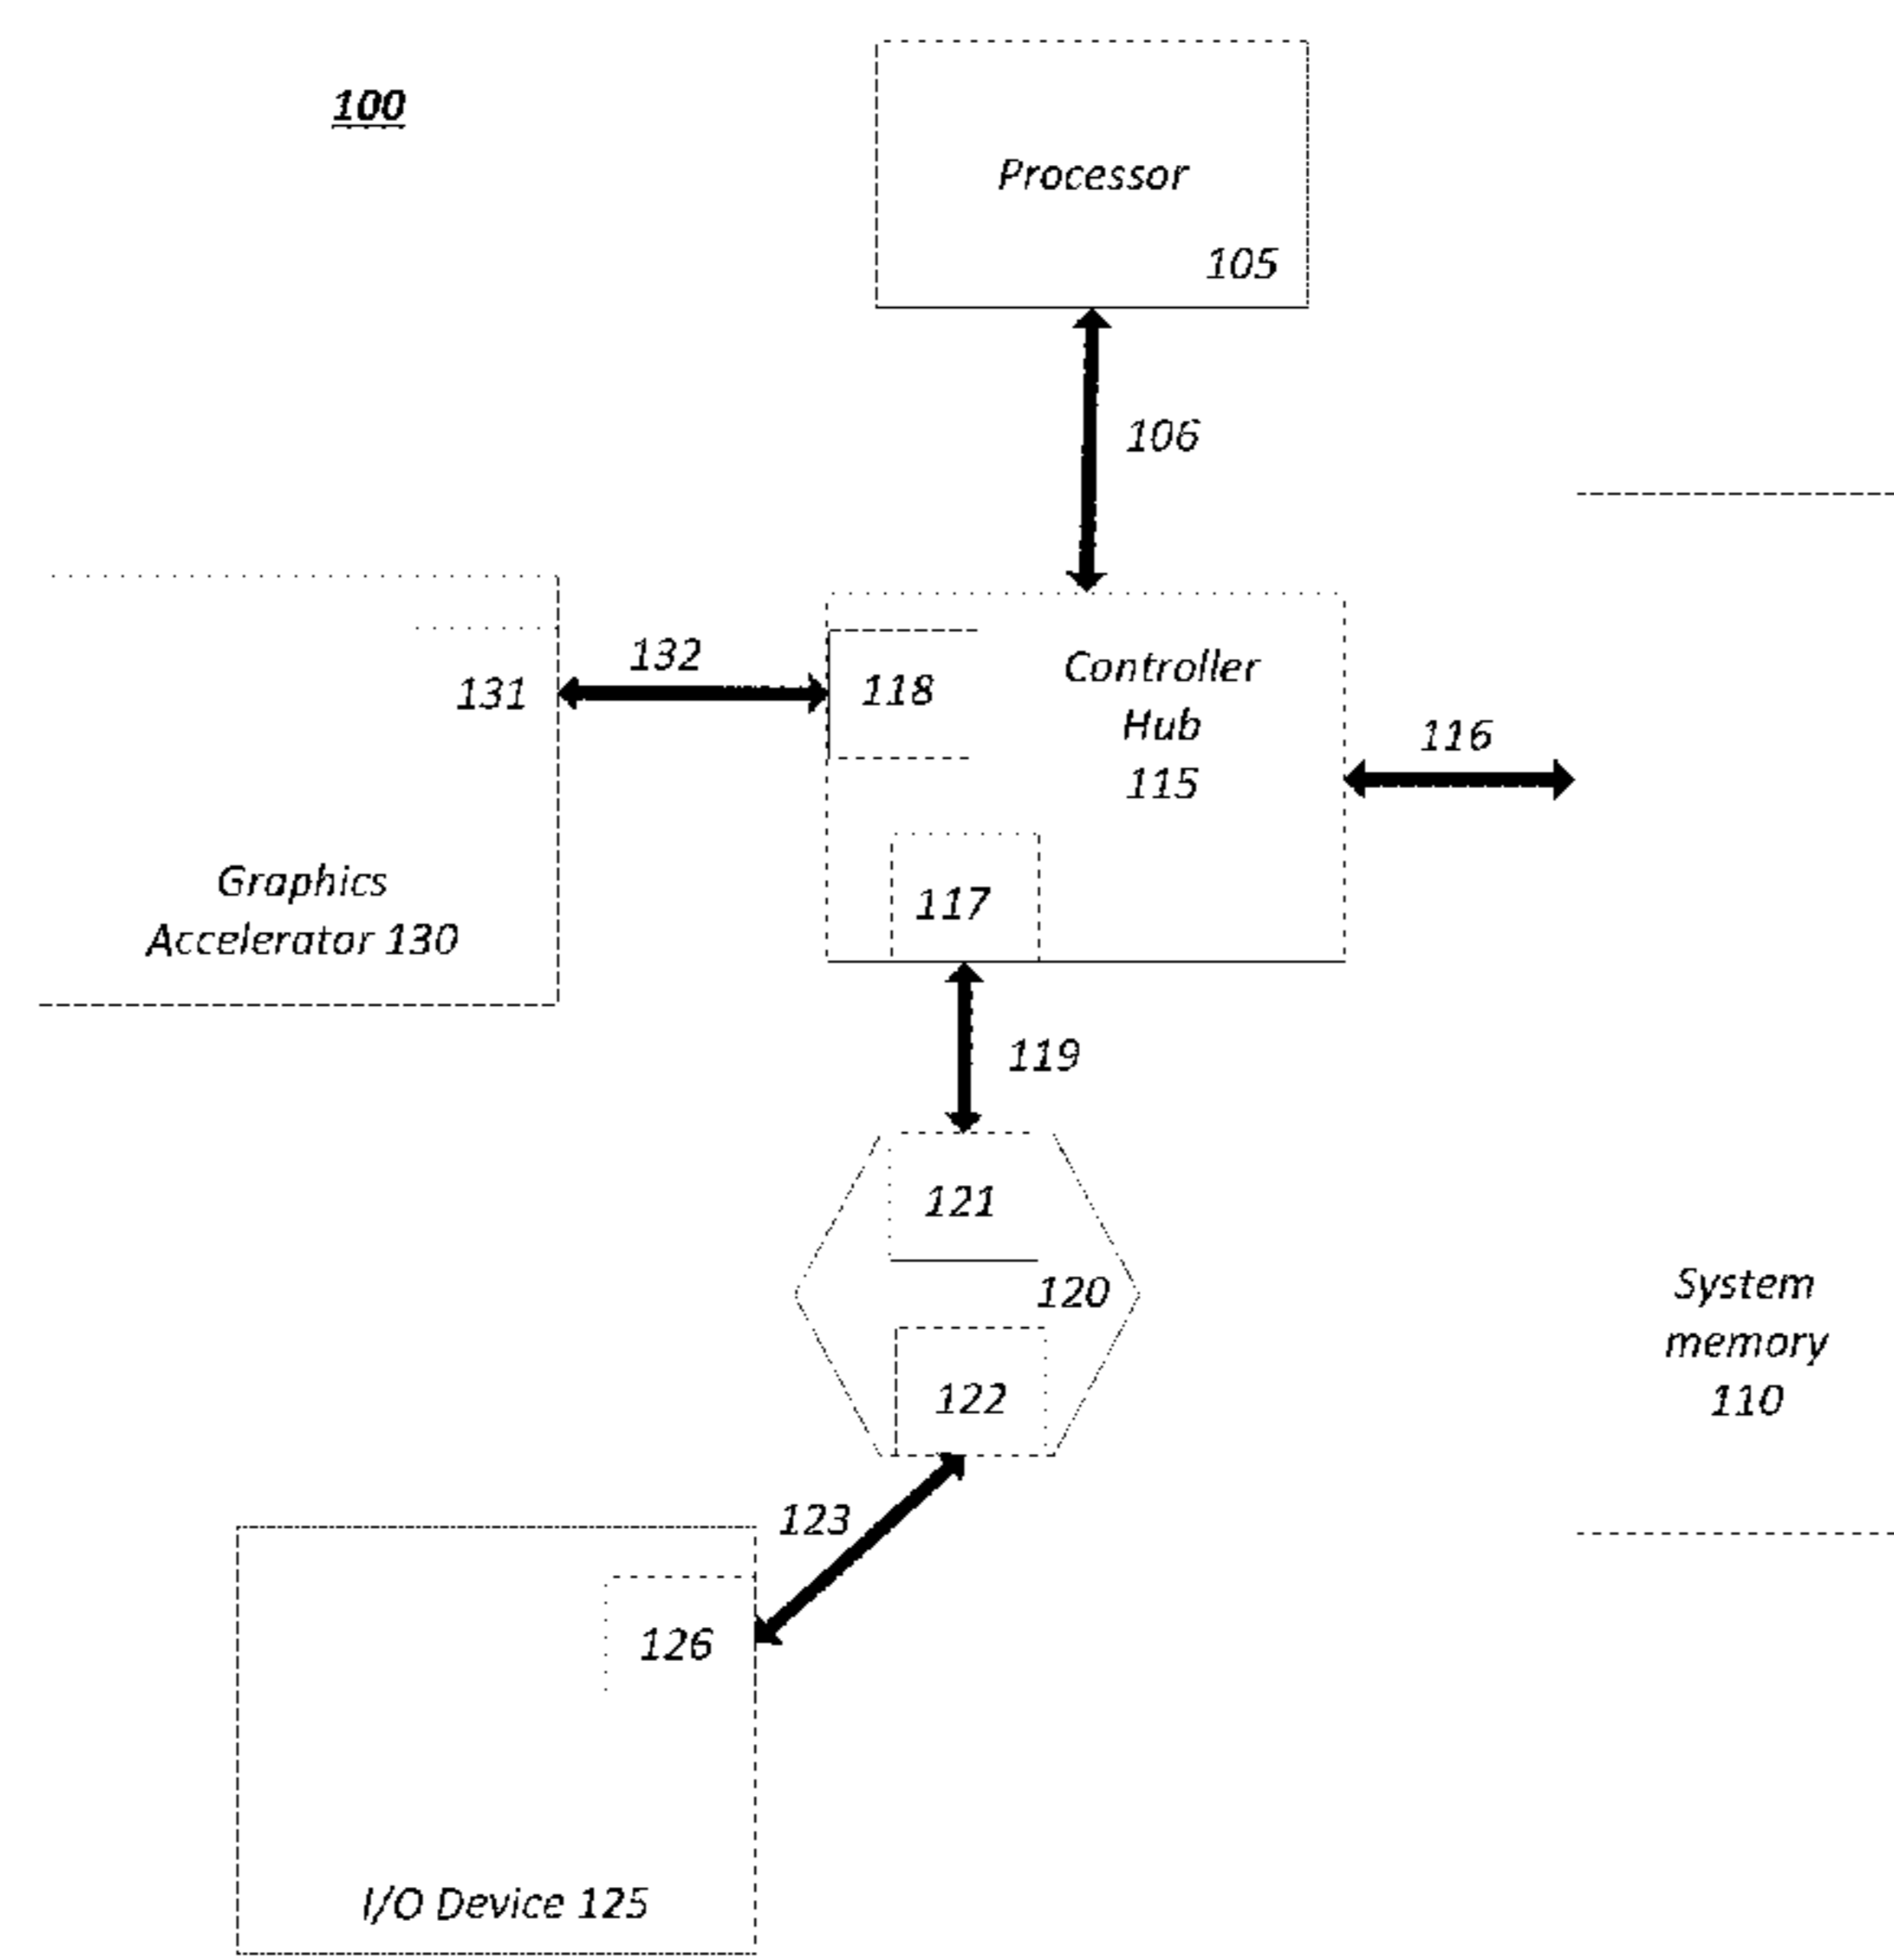 100
Processor
105
106
132
131
118
Controller
Hub
115
116
117
Graphics
Accelerator 130
119
121
120
122
System
memory
110
123
126
I/O Device 125